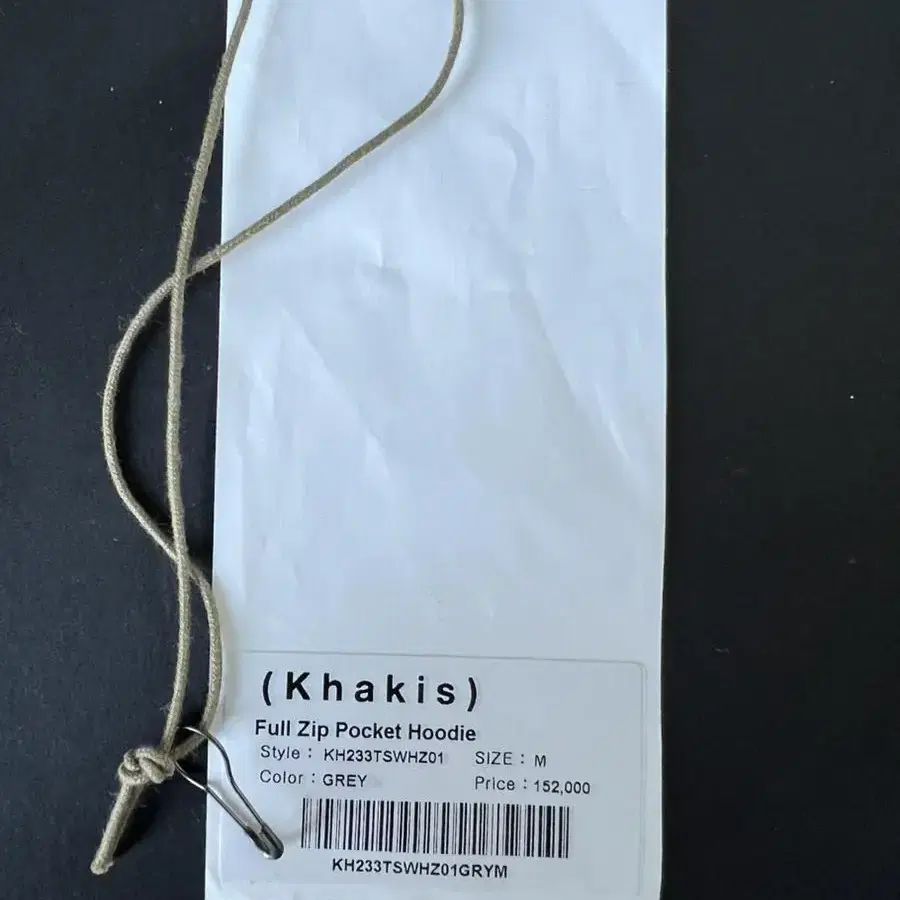 (Khakis)
Full Zip Pocket Hoodie
Style : KH233TSWHZ01 SIZE : M
Color : GREY Price : 152,000
KH233TSWHZ01GRYM